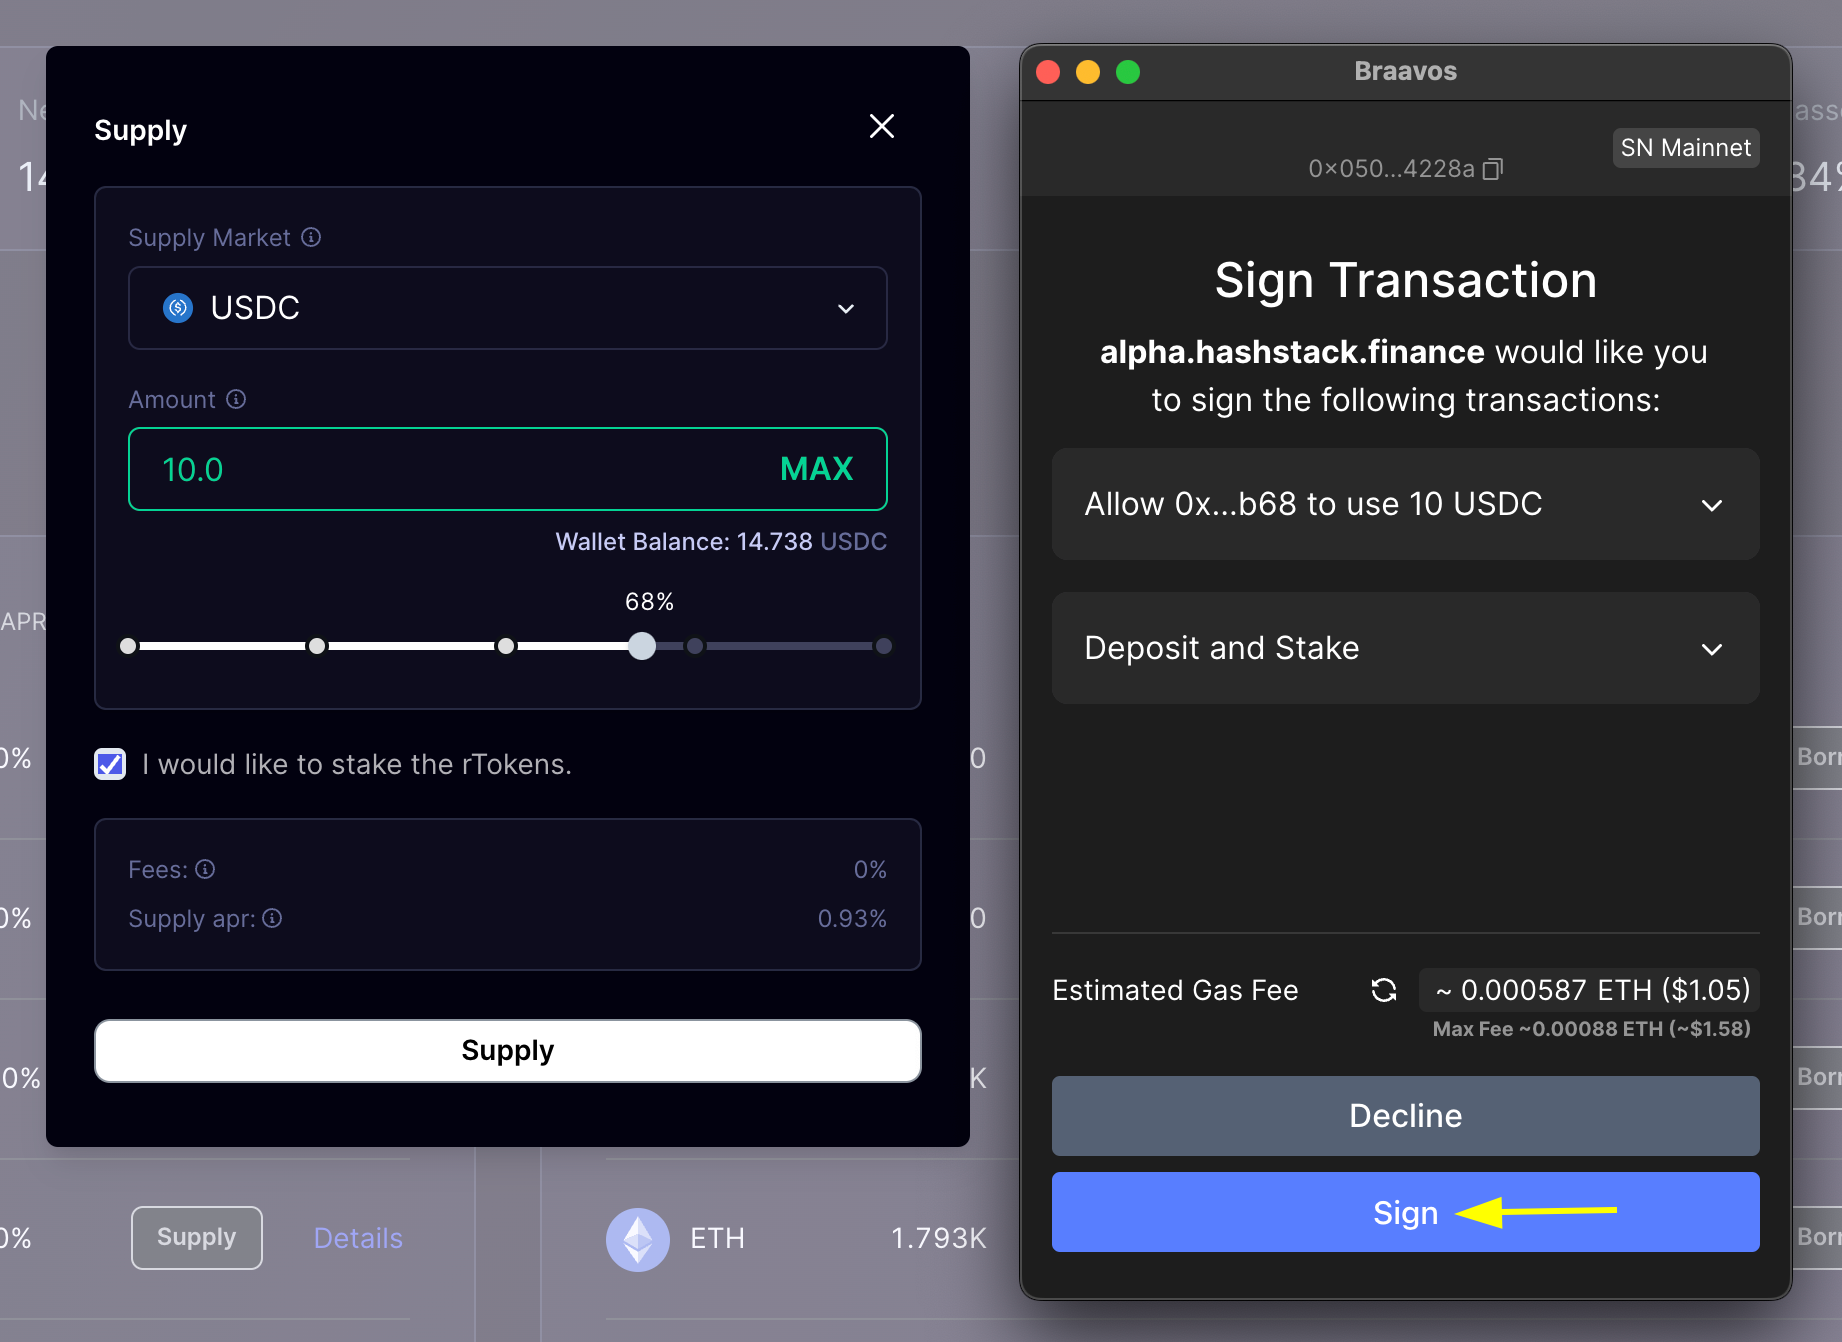 Supply
Supply Market
USDC
Amount
10.0 MAX
Wallet Balance: 14.738 USDC
68%
I would like to stake the rTokens.
Fees: 0%
Supply apr: 0.93%
Supply
Braavos
SN Mainnet
0x050...4228a
Sign Transaction
alpha.hashstack.finance would like you
to sign the following transactions:
Allow 0x...b68 to use 10 USDC
Deposit and Stake
Estimated Gas Fee ~ 0.000587 ETH ($1.05)
Max Fee ~0.00088 ETH (~$1.58)
Decline
Sign
APR
Supply Details ETH 1.793K